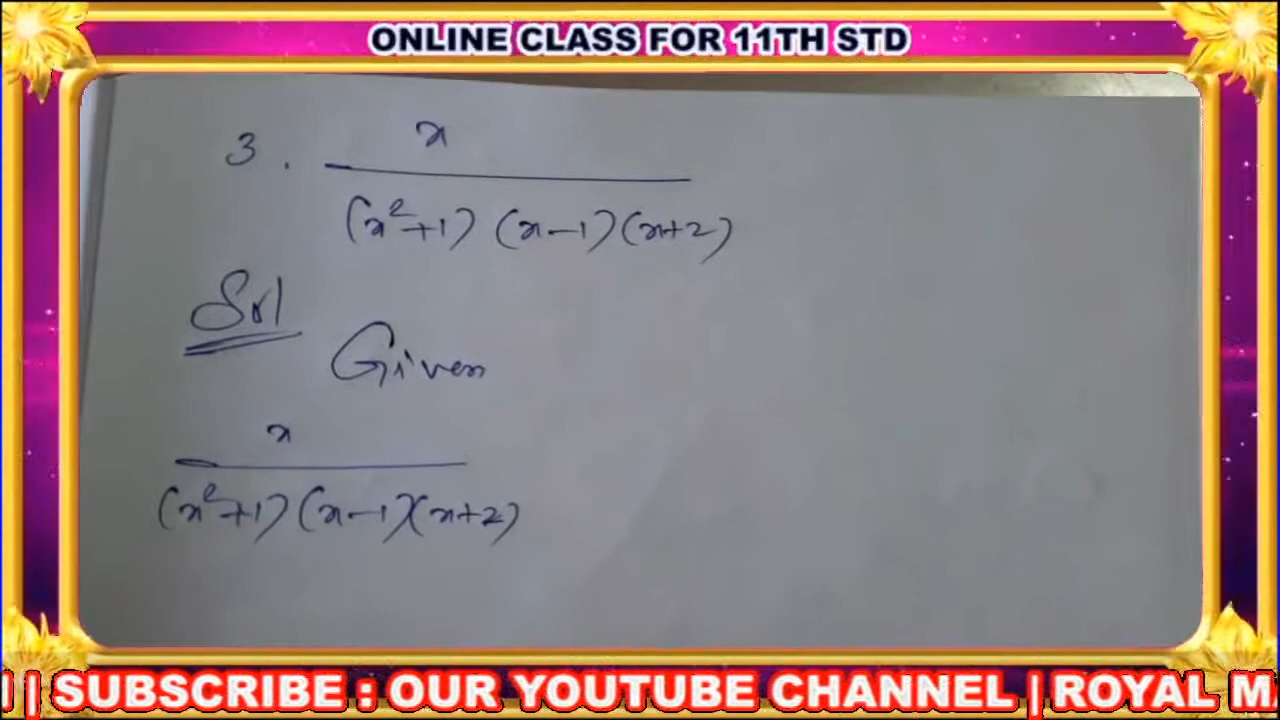 ONLINE CLASS FOR 11TH STD
3. x
(x²+1) (x-1)(x+2)
Sol
Given
x
(x²+1) (x-1)(x+2)
| SUBSCRIBE : OUR YOUTUBE CHANNEL | ROYAL M